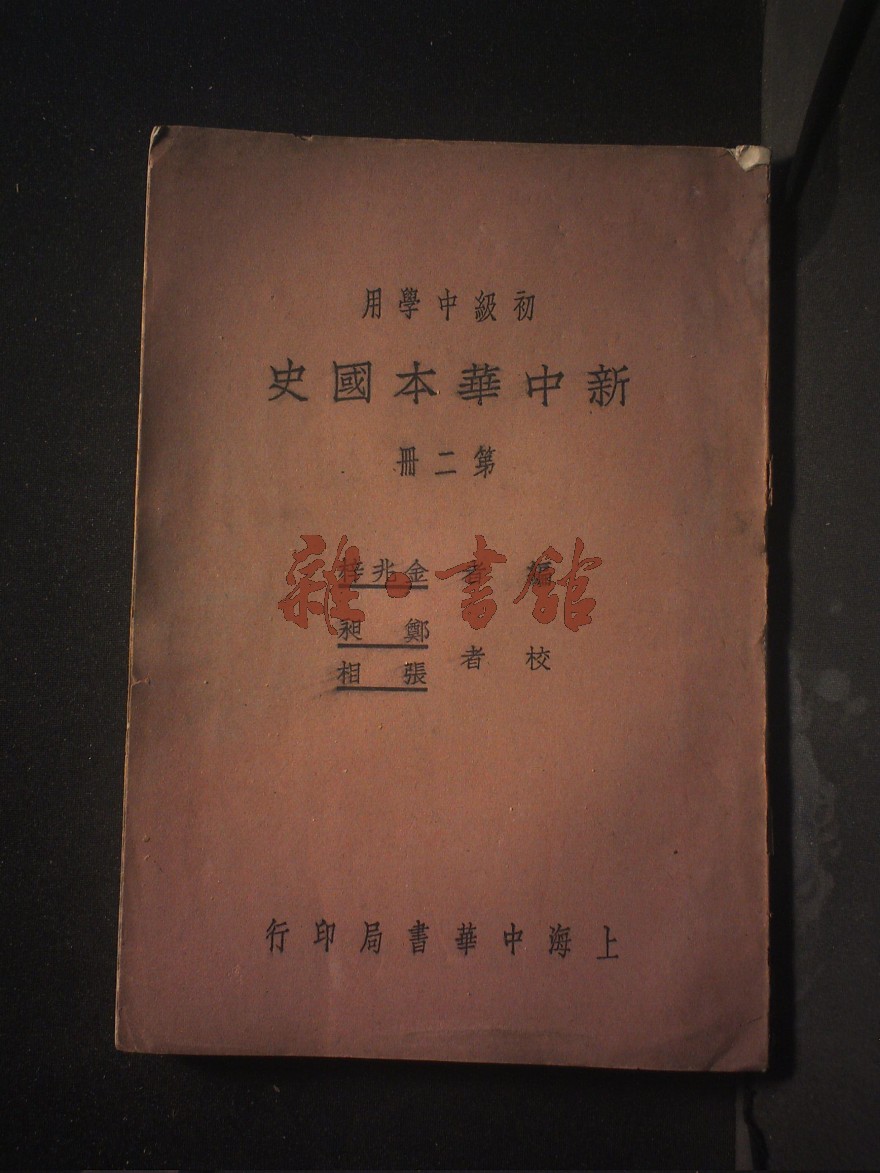 初級中學用
新中華本國史
第二冊
編者 金兆梓
校者 鄭昶
張相
上海中華書局印行
雜·書館